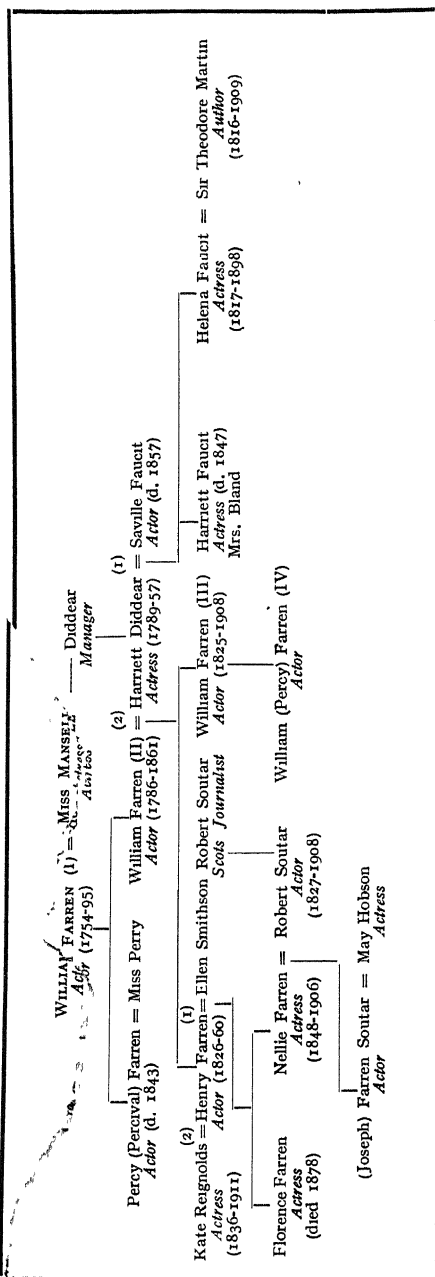 WILLIAM FARREN (I) = MISS MANSELL
Actor (1754-95)
—— Diddear
Manager
Percy (Percival) Farren = Miss Perry
Actor (d. 1843)
(2)
(1)
William Farren (II) = Harriett Diddear = Saville Faucit
Actor (1786-1861)
Actress (1789-57)
Actor (d. 1857)
(2)
(1)
Kate Reignolds = Henry Farren = Ellen Smithson
Actress
(1836-1911)
Actor (1826-60)
Robert Soutar
Scots Journalist
William Farren (III)
Actor (1825-1908)
Harriett Faucit
Actress (d. 1847)
Mrs. Bland
Helena Faucit = Sir Theodore Martin
Actress
(1817-1898)
Author
(1816-1909)
Florence Farren
Actress
(died 1878)
Nellie Farren = Robert Soutar
Actress
(1848-1906)
Actor
(1827-1908)
William (Percy) Farren (IV)
Actor
(Joseph) Farren Soutar = May Hobson
Actor
Actress